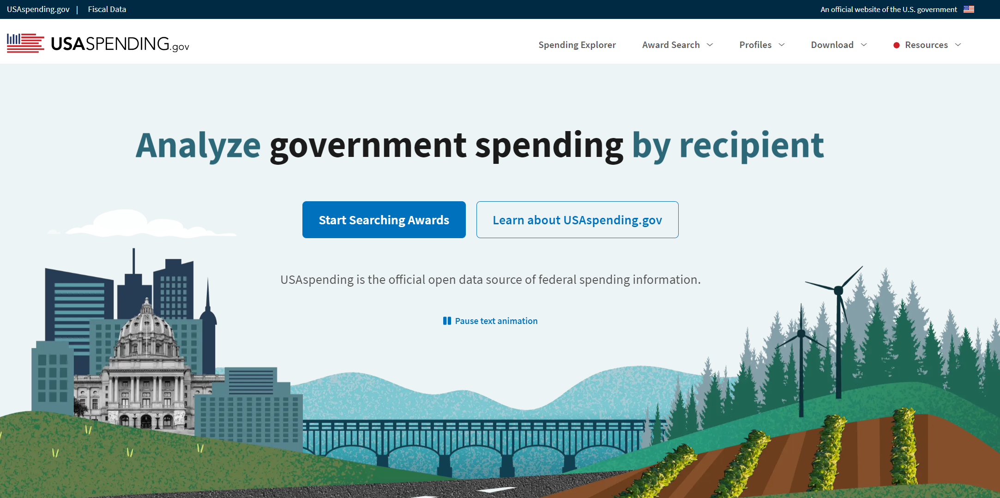 USAspending.gov | Fiscal Data
An official website of the U.S. government
USASPENDING.gov
Spending Explorer
Award Search
Profiles
Download
Resources
Analyze government spending by recipient
Start Searching Awards
Learn about USAspending.gov
USAspending is the official open data source of federal spending information.
Pause text animation